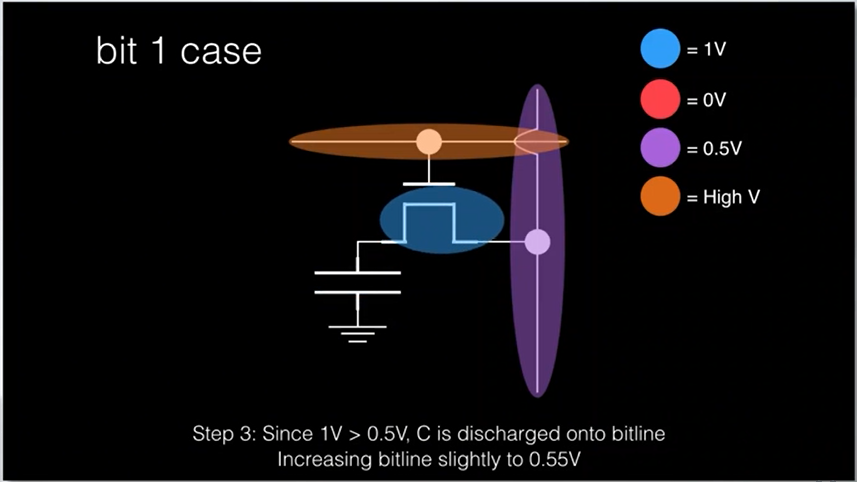 bit 1 case
= 1V
= 0V
= 0.5V
= High V
Step 3: Since 1V > 0.5V, C is discharged onto bitline
Increasing bitline slightly to 0.55V